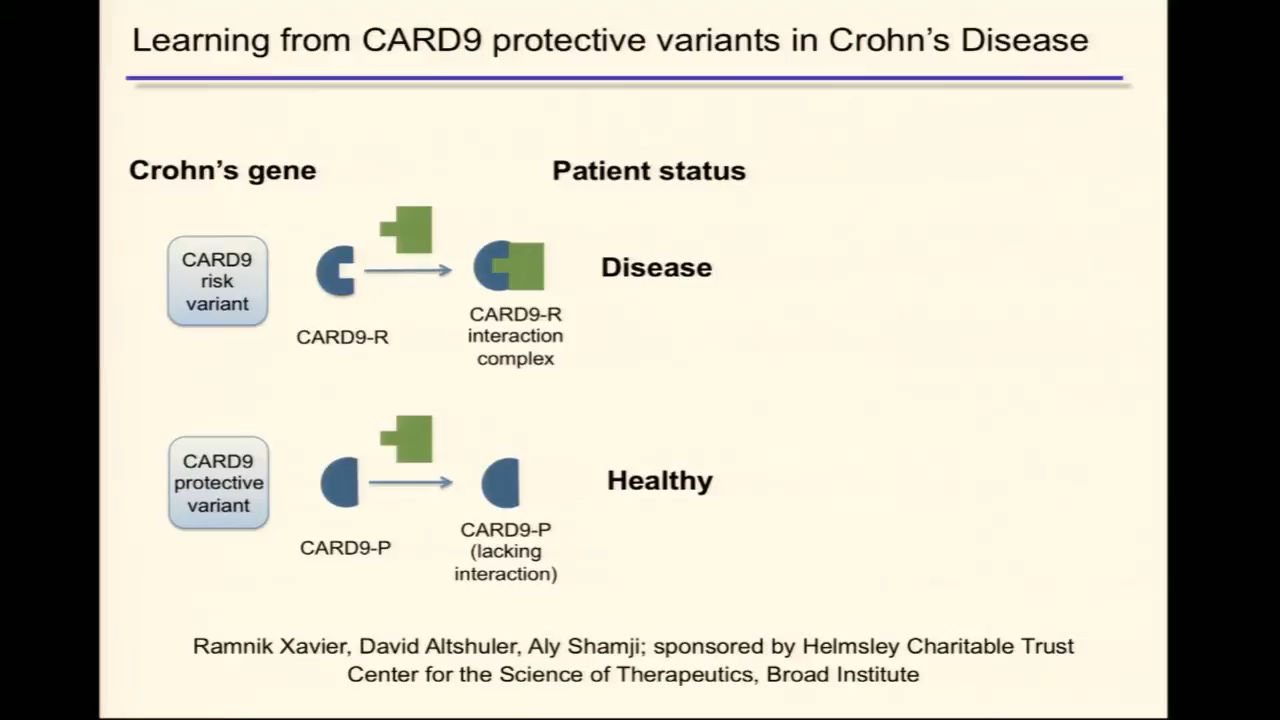 Learning from CARD9 protective variants in Crohn's Disease
Crohn's gene
Patient status
CARD9
risk
variant
CARD9-R
CARD9-R
interaction
complex
Disease
CARD9
protective
variant
CARD9-P
CARD9-P
(lacking
interaction)
Healthy
Ramnik Xavier, David Altshuler, Aly Shamji; sponsored by Helmsley Charitable Trust
Center for the Science of Therapeutics, Broad Institute